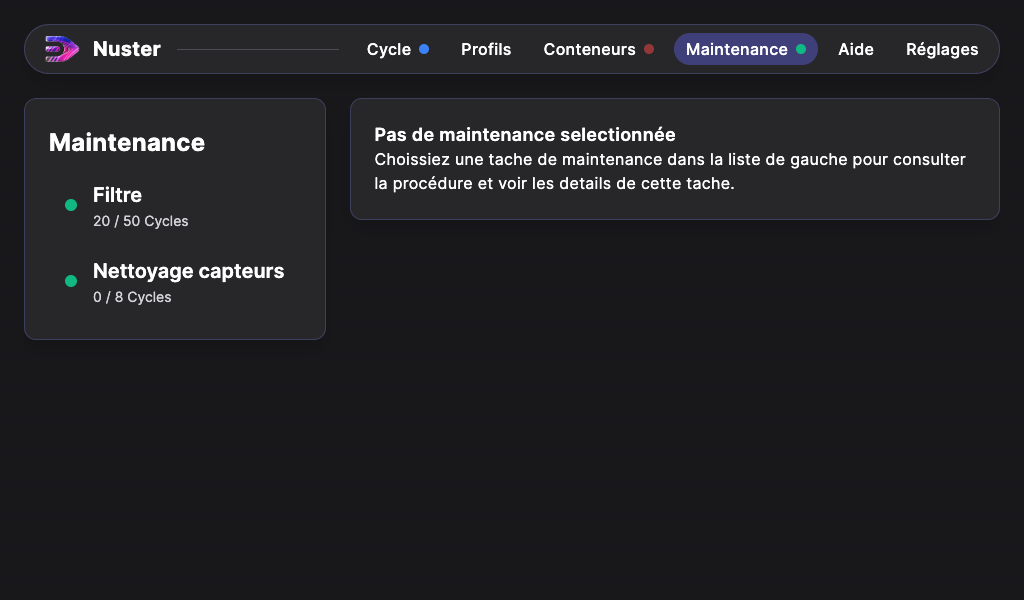 Nuster
Cycle
Profils
Conteneurs
Maintenance
Aide
Réglages
Maintenance
Filtre
20 / 50 Cycles
Nettoyage capteurs
0 / 8 Cycles
Pas de maintenance selectionnée
Choissiez une tache de maintenance dans la liste de gauche pour consulter
la procédure et voir les details de cette tache.